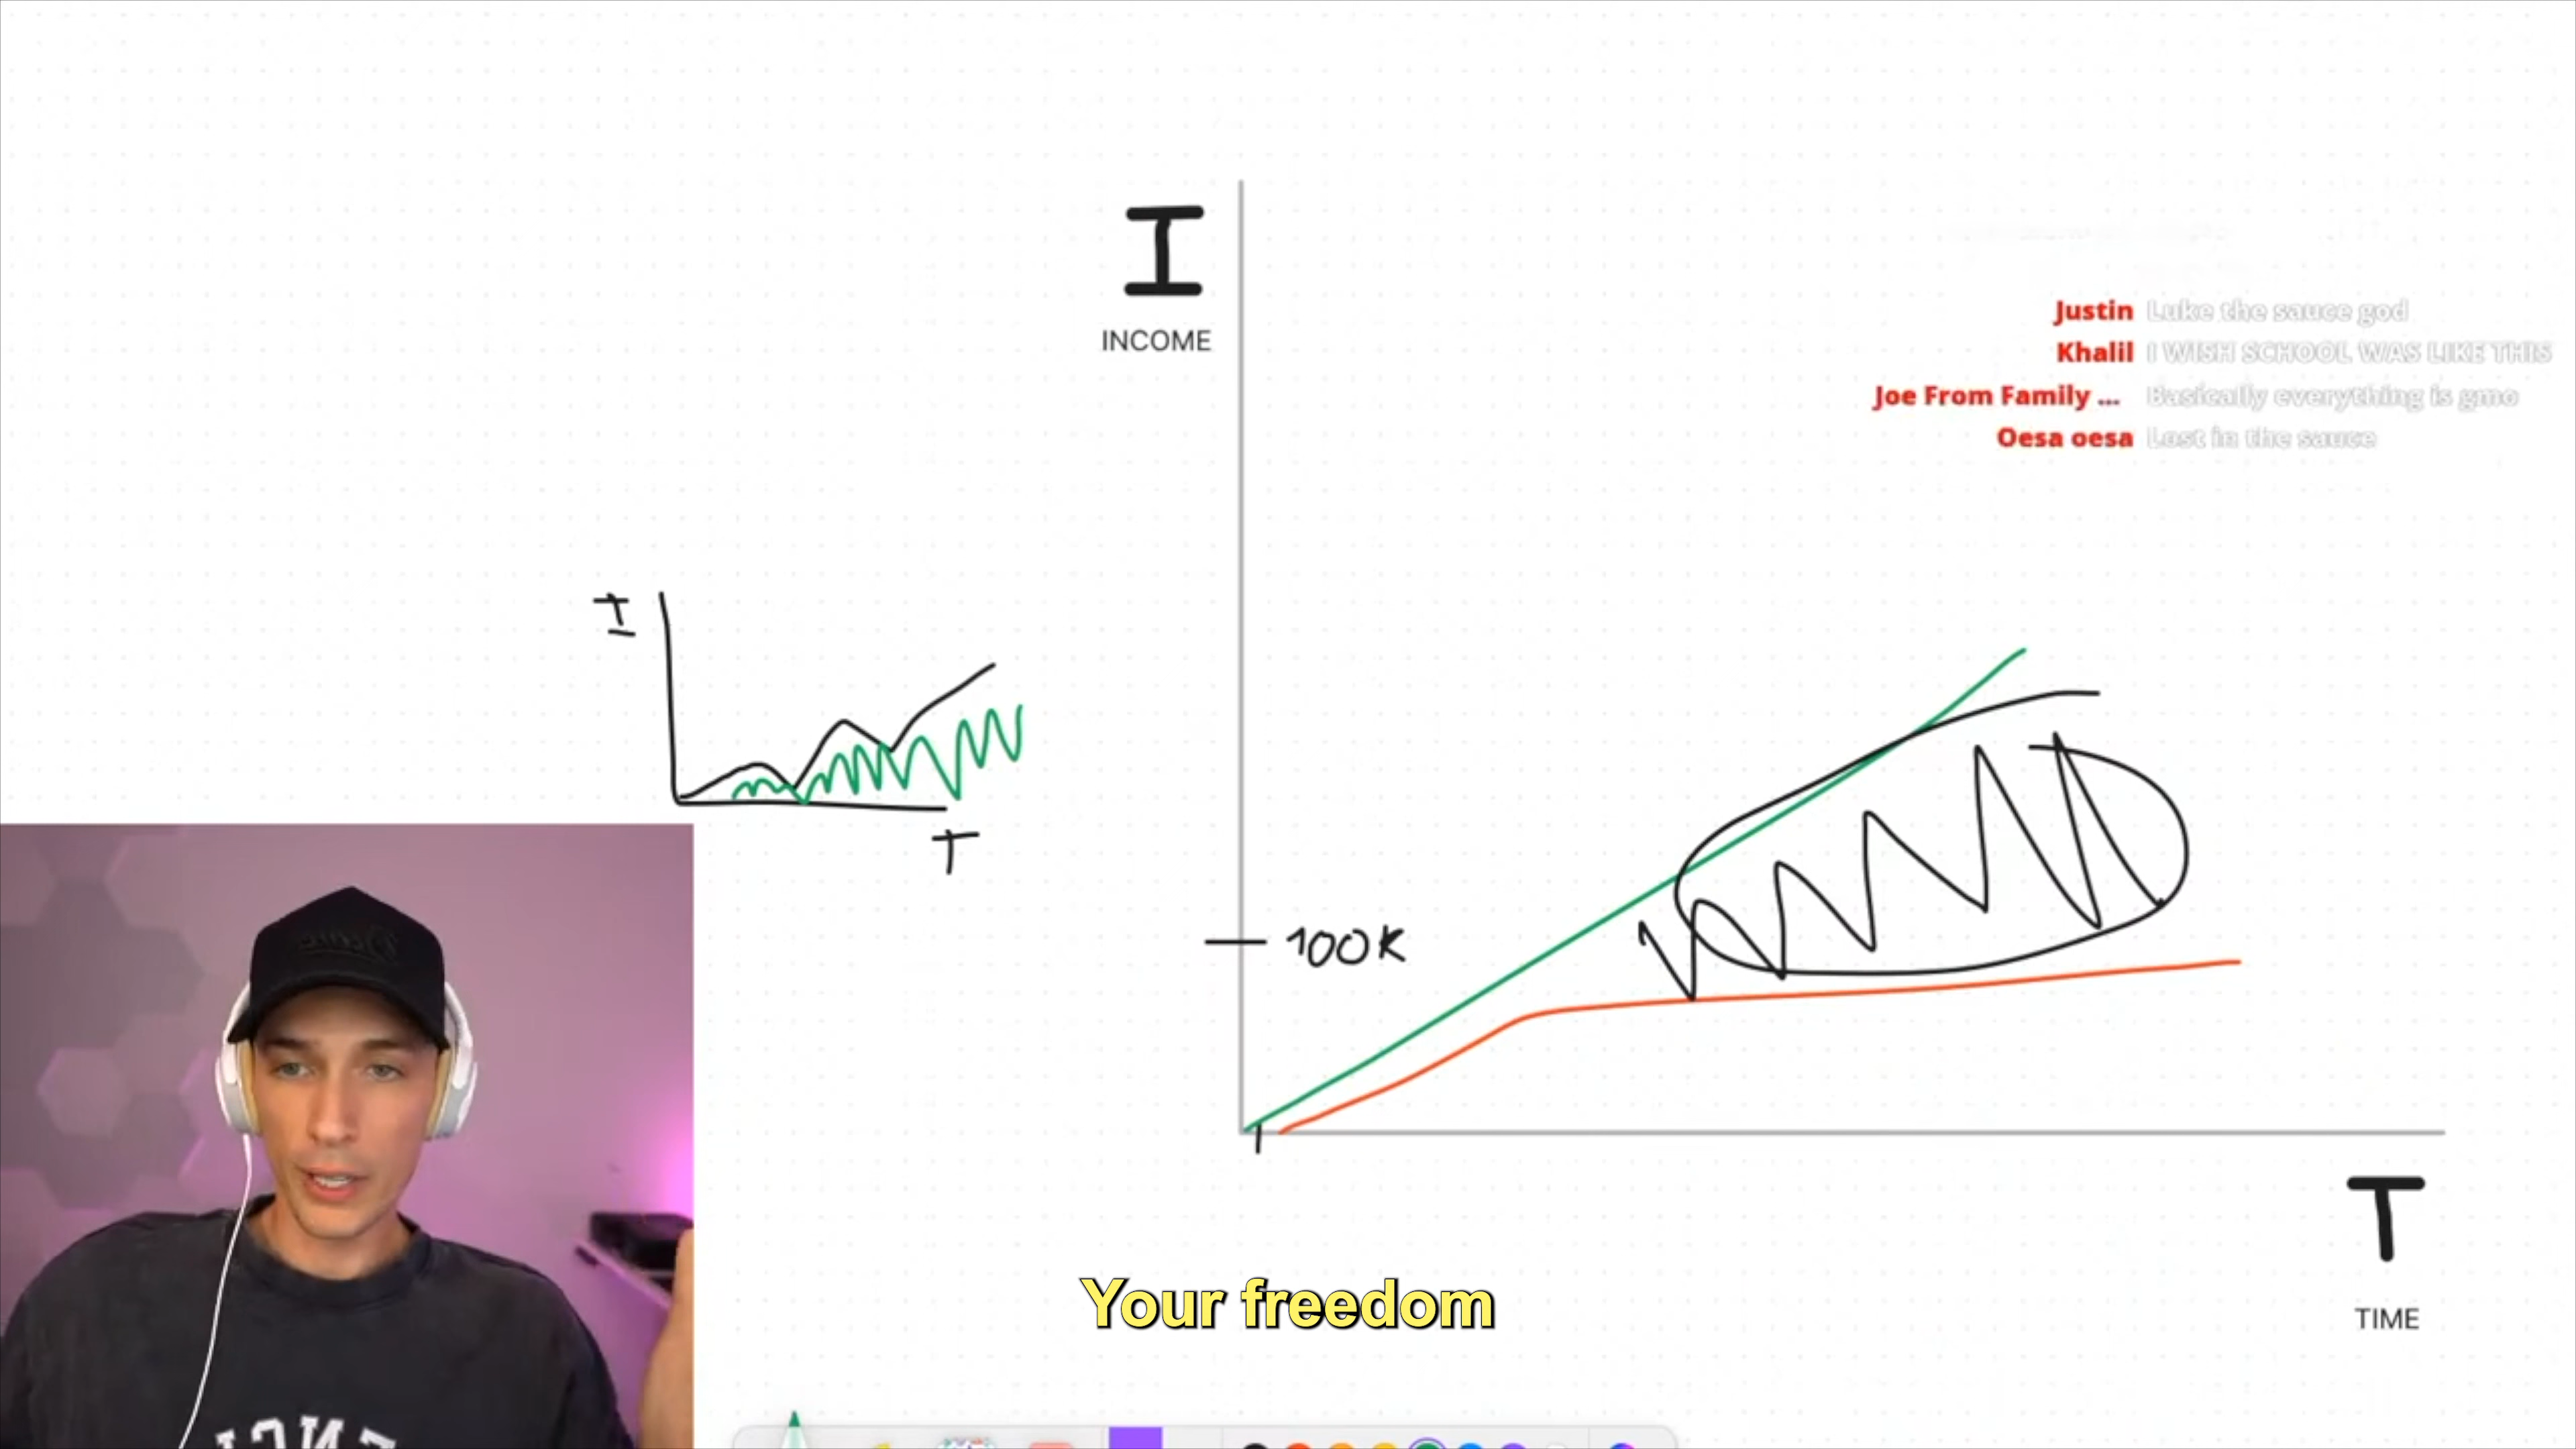 I
INCOME
Justin Luke the sauce god
Khalil I WISH SCHOOL WAS LIKE THIS
Joe From Family ... Basically everything is gmo
Oesa oesa Lost in the sauce
I
T
100K
T
TIME
Your freedom